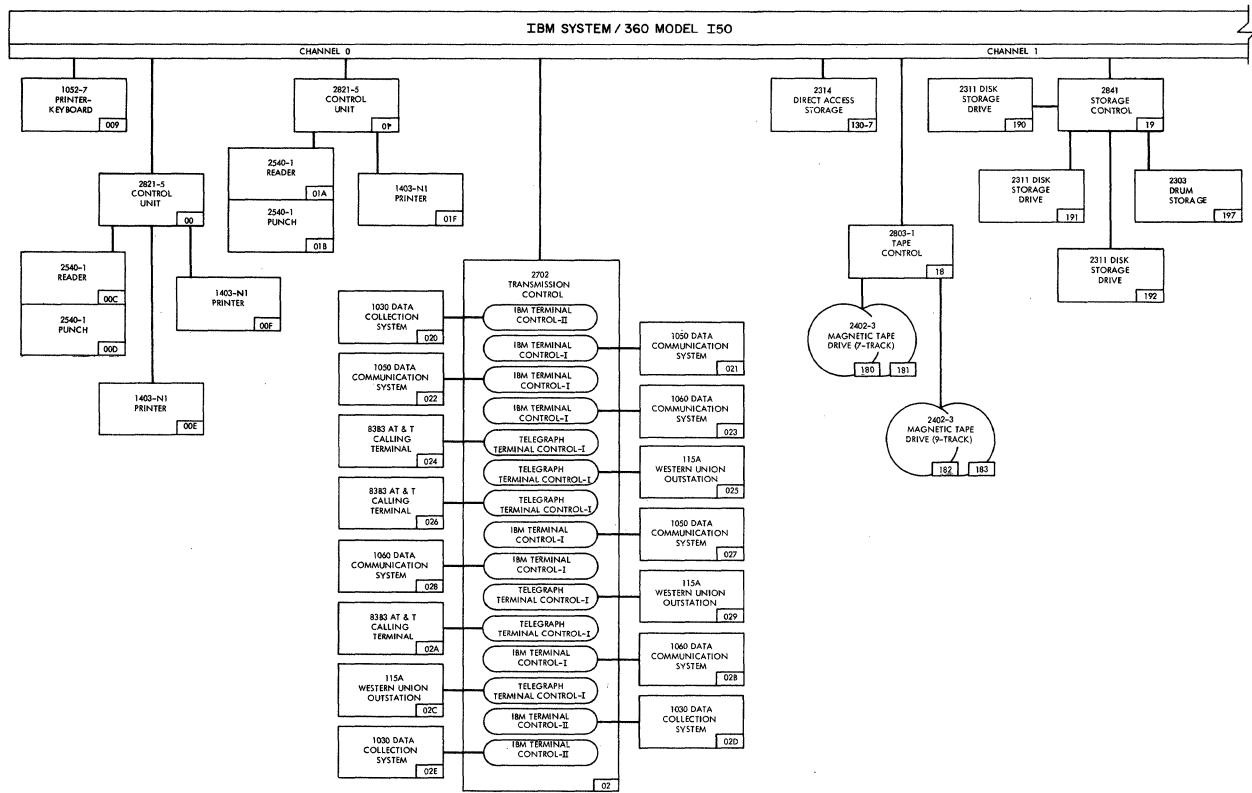 IBM SYSTEM/360 MODEL I50
CHANNEL 0
CHANNEL 1
1052-7
PRINTER-
KEYBOARD
009
2821-5
CONTROL
UNIT
00
2540-1
READER
00C
2540-1
PUNCH
00D
1403-N1
PRINTER
00E
1403-N1
PRINTER
00F
2821-5
CONTROL
UNIT
2540-1
READER
01A
2540-1
PUNCH
01B
1403-N1
PRINTER
01F
2702
TRANSMISSION
CONTROL
IBM TERMINAL
CONTROL-II
IBM TERMINAL
CONTROL-I
IBM TERMINAL
CONTROL-I
IBM TERMINAL
CONTROL-I
TELEGRAPH
TERMINAL CONTROL-I
TELEGRAPH
TERMINAL CONTROL-I
TELEGRAPH
TERMINAL CONTROL-I
IBM TERMINAL
CONTROL-I
IBM TERMINAL
CONTROL-I
TELEGRAPH
TERMINAL CONTROL-I
TELEGRAPH
TERMINAL CONTROL-I
IBM TERMINAL
CONTROL-I
TELEGRAPH
TERMINAL CONTROL-I
IBM TERMINAL
CONTROL-II
IBM TERMINAL
CONTROL-II
02
1030 DATA
COLLECTION
SYSTEM
020
1050 DATA
COMMUNICATION
SYSTEM
022
83B3 AT & T
CALLING
TERMINAL
024
83B3 AT & T
CALLING
TERMINAL
026
1060 DATA
COMMUNICATION
SYSTEM
028
83B3 AT & T
CALLING
TERMINAL
02A
115A
WESTERN UNION
OUTSTATION
02C
1030 DATA
COLLECTION
SYSTEM
02E
1050 DATA
COMMUNICATION
SYSTEM
021
1060 DATA
COMMUNICATION
SYSTEM
023
115A
WESTERN UNION
OUTSTATION
025
1050 DATA
COMMUNICATION
SYSTEM
027
115A
WESTERN UNION
OUTSTATION
029
1060 DATA
COMMUNICATION
SYSTEM
02B
1030 DATA
COLLECTION
SYSTEM
02D
2314
DIRECT ACCESS
STORAGE
130-7
2803-1
TAPE
CONTROL
18
2402-3
MAGNETIC TAPE
DRIVE (7-TRACK)
180
181
2402-3
MAGNETIC TAPE
DRIVE (9-TRACK)
182
183
2311 DISK
STORAGE
DRIVE
190
2841
STORAGE
CONTROL
19
2311 DISK
STORAGE
DRIVE
191
2303
DRUM
STORAGE
197
2311 DISK
STORAGE
DRIVE
192